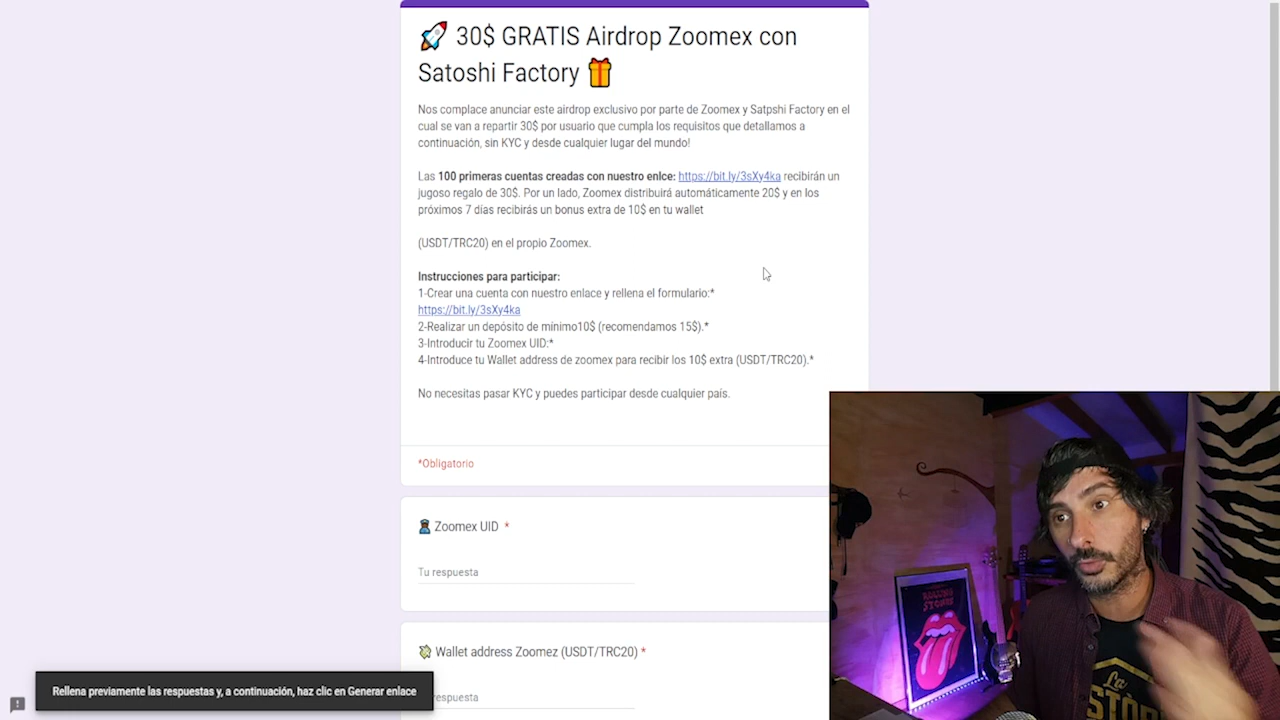 🚀 30$ GRATIS Airdrop Zoomex con
Satoshi Factory 🎁
Nos complace anunciar este airdrop exclusivo por parte de Zoomex y Satpshi Factory en el
cual se van a repartir 30$ por usuario que cumpla los requisitos que detallamos a
continuación, sin KYC y desde cualquier lugar del mundo!
Las 100 primeras cuentas creadas con nuestro enlce: https://bit.ly/3sXy4ka recibirán un
jugoso regalo de 30$. Por un lado, Zoomex distribuirá automáticamente 20$ y en los
próximos 7 días recibirás un bonus extra de 10$ en tu wallet
(USDT/TRC20) en el propio Zoomex.
Instrucciones para participar:
1-Crear una cuenta con nuestro enlace y rellena el formulario:*
https://bit.ly/3sXy4ka
2-Realizar un depósito de mínimo10$ (recomendamos 15$).*
3-Introducir tu Zoomex UID:*
4-Introduce tu Wallet address de zoomex para recibir los 10$ extra (USDT/TRC20).*
No necesitas pasar KYC y puedes participar desde cualquier país.
*Obligatorio
Zoomex UID *
Tu respuesta
Wallet address Zoomez (USDT/TRC20) *
respuesta
Rellena previamente las respuestas y, a continuación, haz clic en Generar enlace
ROLLING
STONES
La